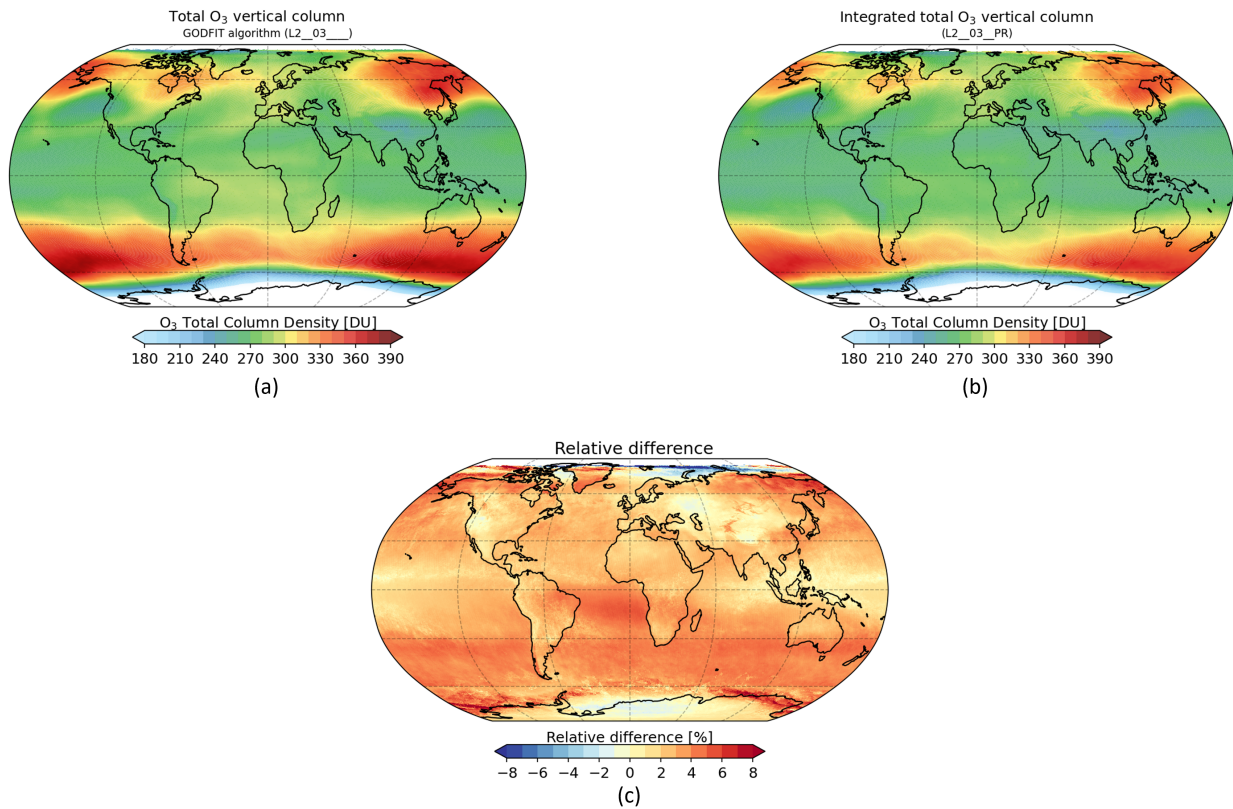 Total O₃ vertical column
GODFIT algorithm (L2__03____)
O₃ Total Column Density [DU]
180 210 240 270 300 330 360 390
(a)
Integrated total O₃ vertical column
(L2__03__PR)
O₃ Total Column Density [DU]
180 210 240 270 300 330 360 390
(b)
Relative difference
Relative difference [%]
−8 −6 −4 −2 0 2 4 6 8
(c)